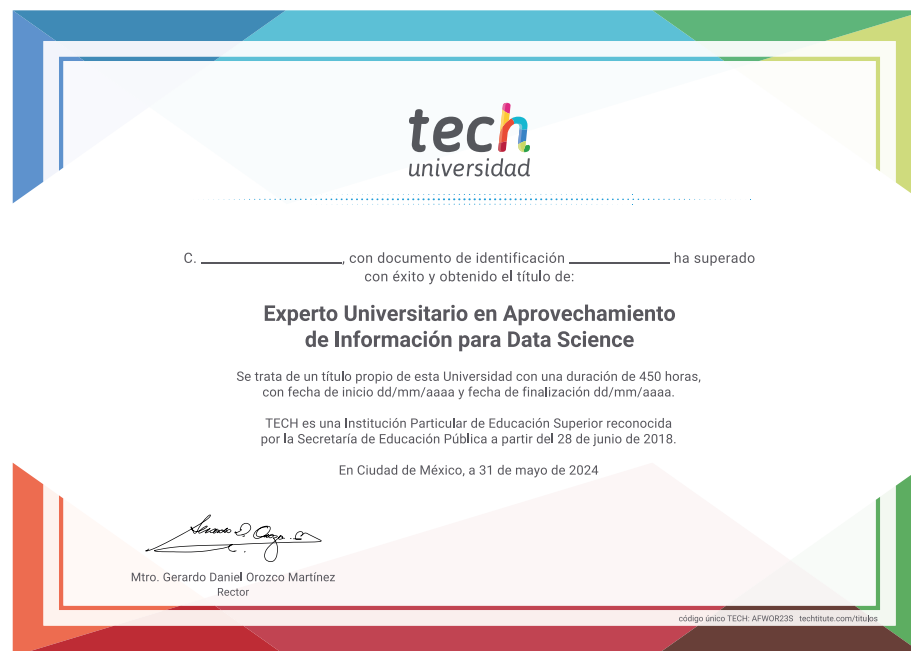 tech
universidad
C. ________________, con documento de identificación ____________ ha superado
con éxito y obtenido el título de:
Experto Universitario en Aprovechamiento
de Información para Data Science
Se trata de un título propio de esta Universidad con una duración de 450 horas,
con fecha de inicio dd/mm/aaaa y fecha de finalización dd/mm/aaaa.
TECH es una Institución Particular de Educación Superior reconocida
por la Secretaría de Educación Pública a partir del 28 de junio de 2018.
En Ciudad de México, a 31 de mayo de 2024
Mtro. Gerardo Daniel Orozco Martínez
Rector
código único TECH: AFWOR23S techtitute.com/titulos